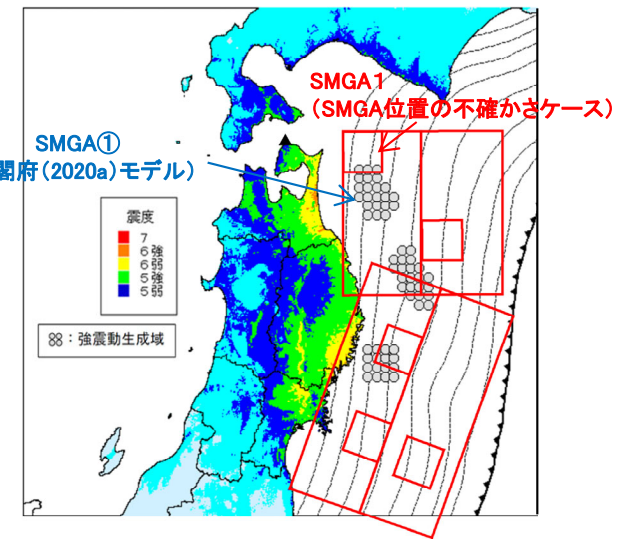 SMGA1
（SMGA位置の不確かさケース）
SMGA①
閣府（2020a）モデル）
震度
7
6強
6弱
5強
5弱
：強震動生成域